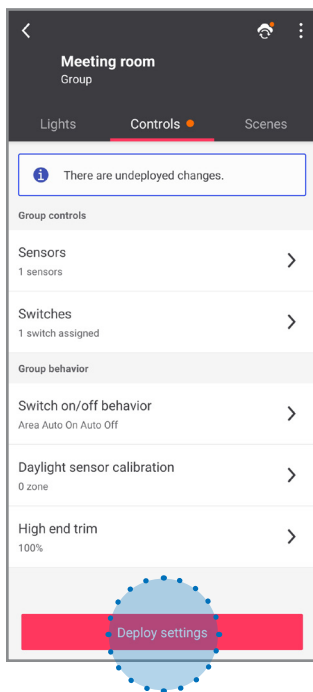 Meeting room
Group
Lights
Controls
Scenes
There are undeployed changes.
Group controls
Sensors
1 sensors
Switches
1 switch assigned
Group behavior
Switch on/off behavior
Area Auto On Auto Off
Daylight sensor calibration
0 zone
High end trim
100%
Deploy settings